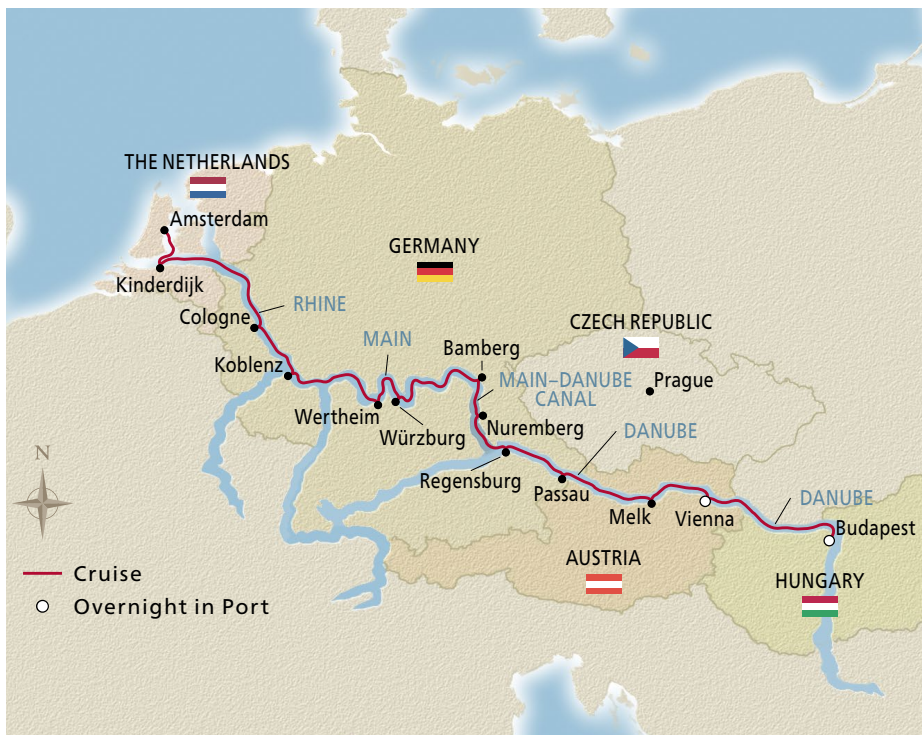 THE NETHERLANDS
Amsterdam
GERMANY
Kinderdijk
RHINE
Cologne
CZECH REPUBLIC
MAIN
Bamberg
Koblenz
Prague
MAIN–DANUBE
CANAL
Wertheim
Würzburg
Nuremberg
DANUBE
N
Regensburg
Passau
DANUBE
Melk
Vienna
Budapest
AUSTRIA
Cruise
HUNGARY
Overnight in Port